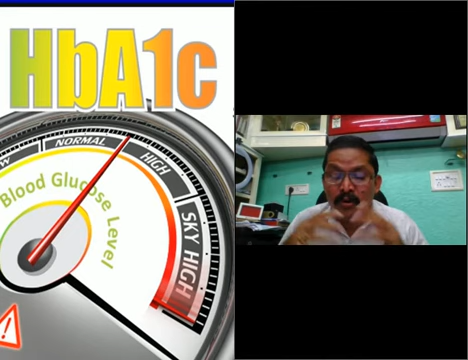 HbA1c
W
NORMAL
HIGH
SKY HIGH
Blood Glucose Level
!